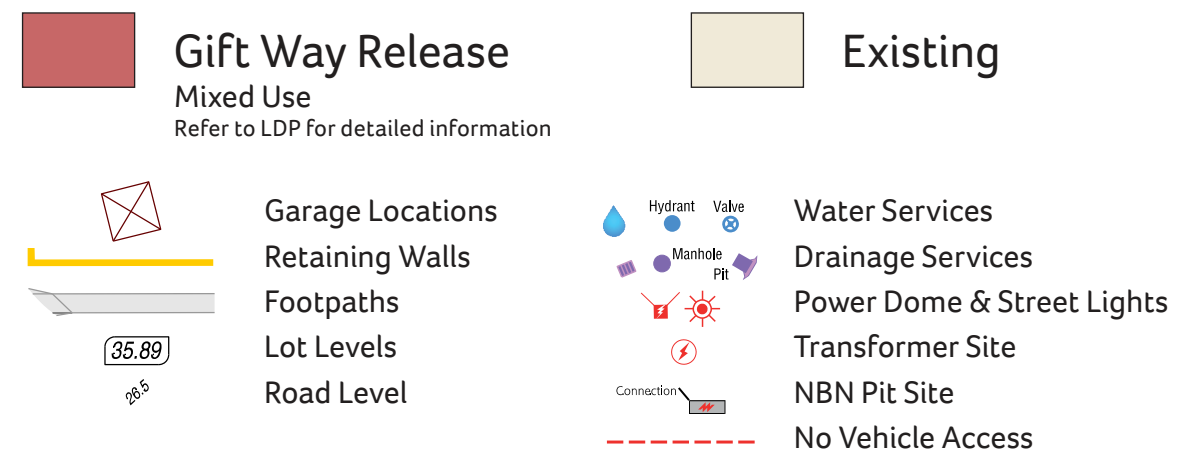 Gift Way Release
Mixed Use
Refer to LDP for detailed information
Existing
Garage Locations
Retaining Walls
Footpaths
35.89
Lot Levels
26.5
Road Level
Hydrant Valve
Water Services
Manhole
Pit
Drainage Services
Power Dome & Street Lights
Transformer Site
Connection
NBN Pit Site
No Vehicle Access